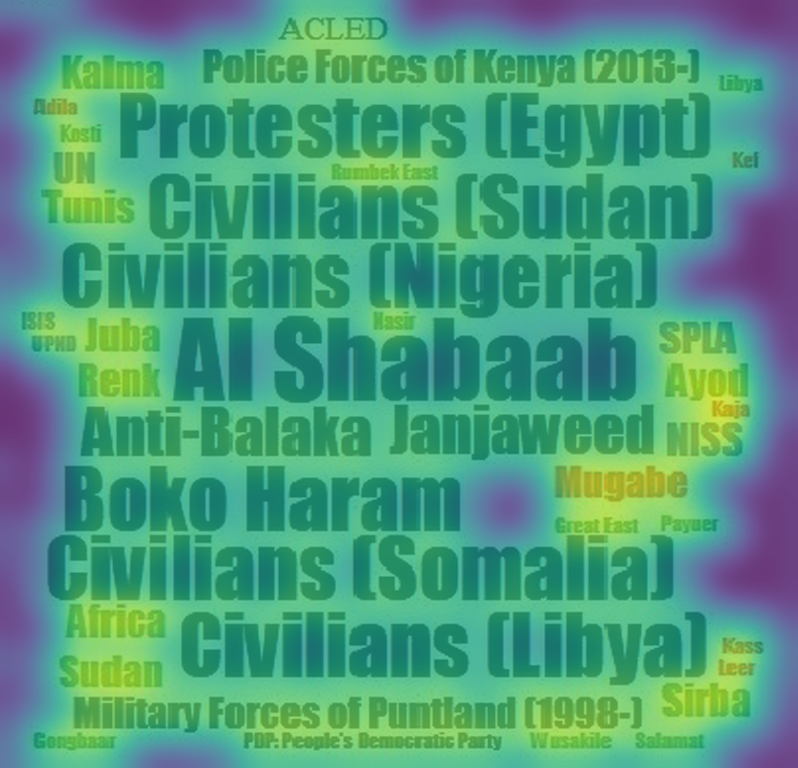 ACLED
Kalma Police Forces of Kenya (2013-) Libya
Adila Protesters (Egypt)
Kosti
UN Rumbek East Kef
Tunis Civilians (Sudan)
Civilians (Nigeria)
ISIS Nasir
UPND Juba Al Shabaab SPLA
Renk Ayod
Kaja
Anti-Balaka Janjaweed NISS
Boko Haram Mugabe
Great East Payuer
Civilians (Somalia)
Africa Civilians (Libya) Kass
Sudan Leer
Military Forces of Puntland (1998-) Sirba
Gongbaar PDP: People's Democratic Party Wusakile Salamat